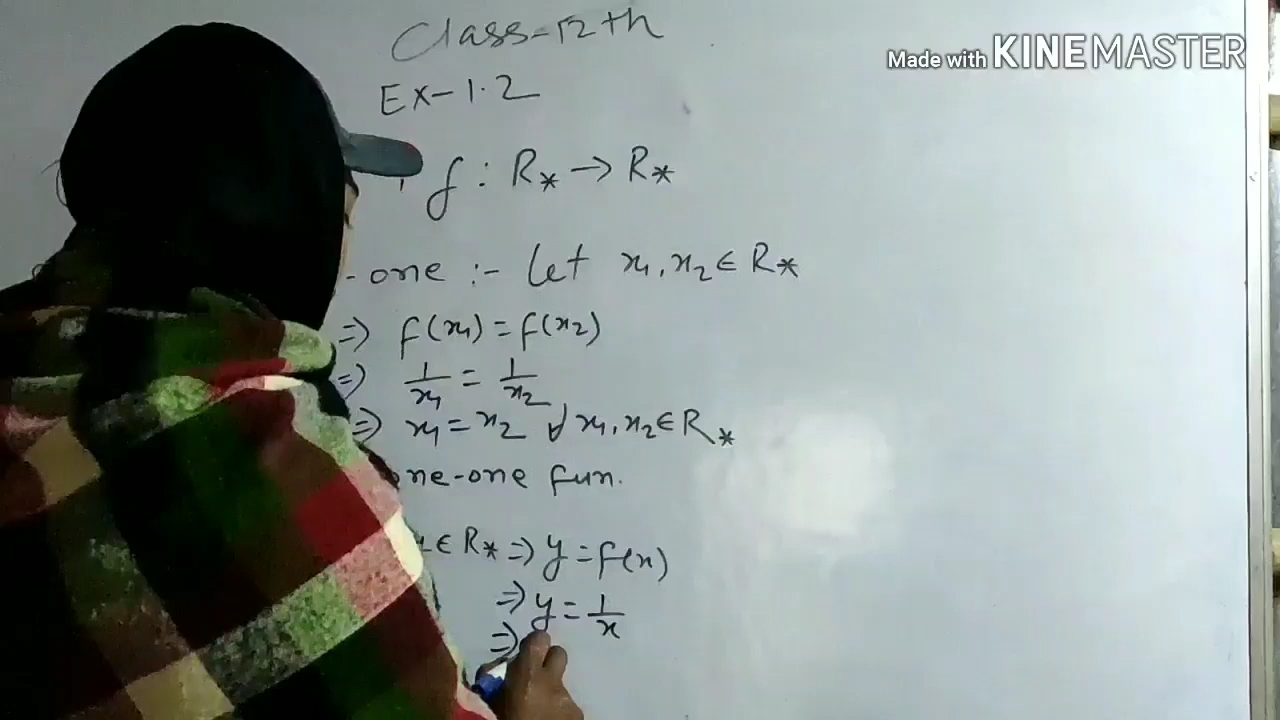 Class-12th
Made with KINEMASTER
Ex-1.2
f : R* → R*
-one :- Let x₁, x₂ ∈ R*
⇒ f(x₁) = f(x₂)
⇒ 1/x₁ = 1/x₂
⇒ x₁ = x₂ ∀ x₁, x₂ ∈ R*
one-one fun.
∈ R* ⇒ y = f(x)
⇒ y = 1/x
⇒